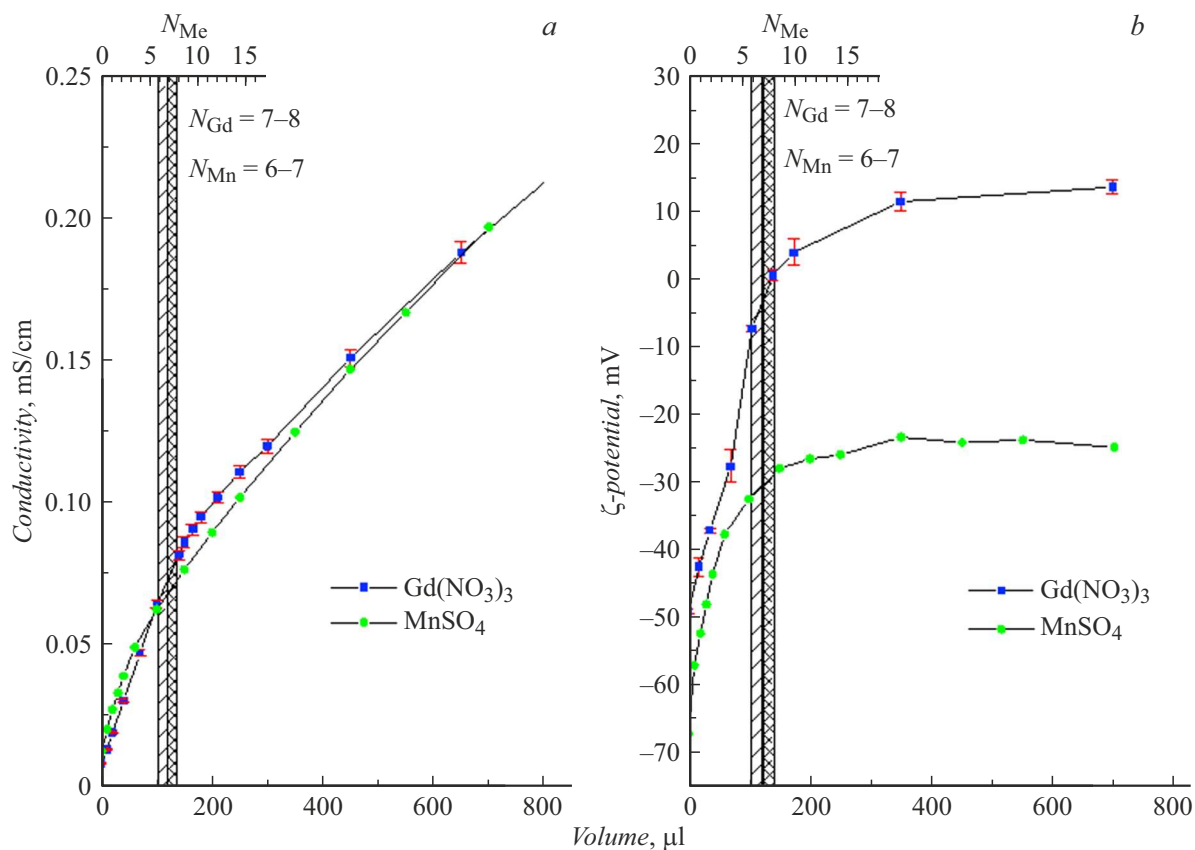 N_Me
a
0 5 10 15
0.25
0.20
0.15
0.10
0.05
0
Conductivity, mS/cm
N_Gd = 7–8
N_Mn = 6–7
Gd(NO₃)₃
MnSO₄
0 200 400 600 800
N_Me
b
0 5 10 15
30
20
10
0
–10
–20
–30
–40
–50
–60
–70
ζ-potential, mV
N_Gd = 7–8
N_Mn = 6–7
Gd(NO₃)₃
MnSO₄
0 200 400 600 800
Volume, μl